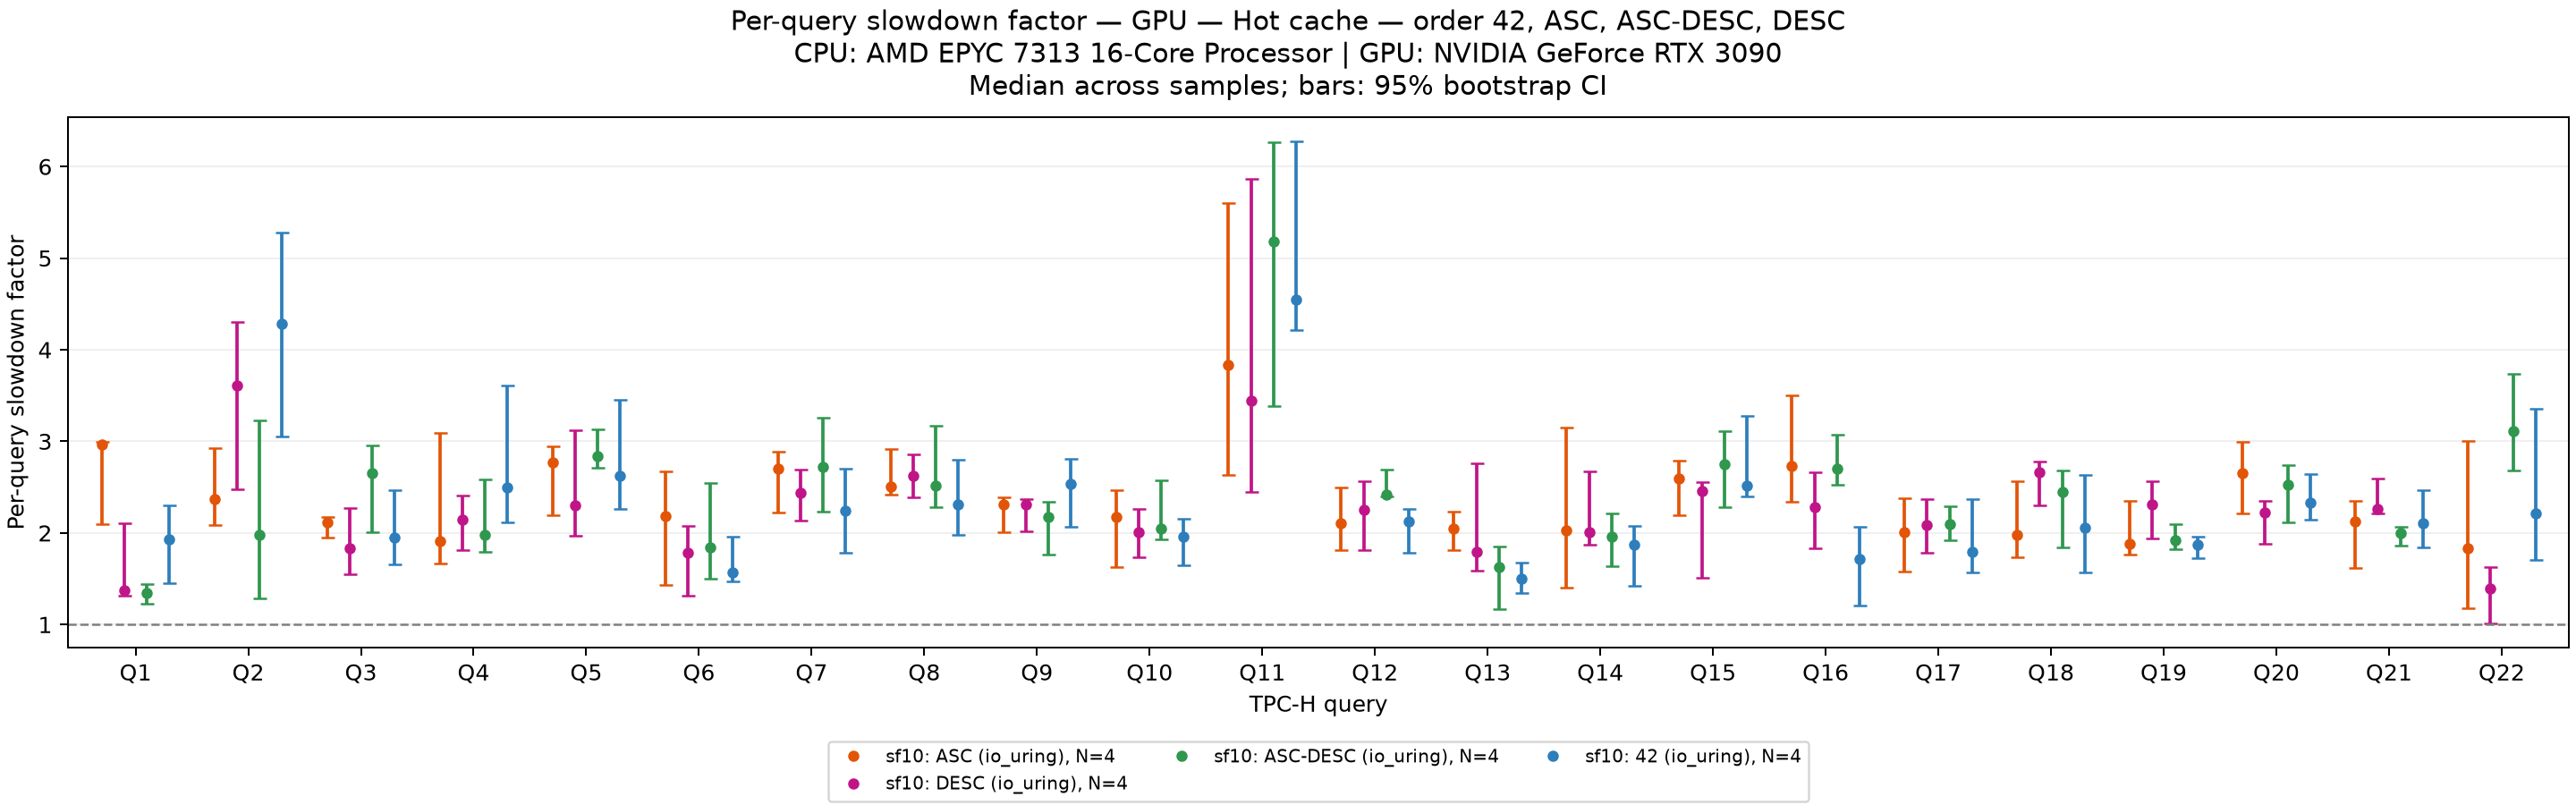 Per-query slowdown factor — GPU — Hot cache — order 42, ASC, ASC-DESC, DESC
CPU: AMD EPYC 7313 16-Core Processor | GPU: NVIDIA GeForce RTX 3090
Median across samples; bars: 95% bootstrap CI
Per-query slowdown factor
6
5
4
3
2
1
Q1 Q2 Q3 Q4 Q5 Q6 Q7 Q8 Q9 Q10 Q11 Q12 Q13 Q14 Q15 Q16 Q17 Q18 Q19 Q20 Q21 Q22
TPC-H query
sf10: ASC (io_uring), N=4 sf10: ASC-DESC (io_uring), N=4 sf10: 42 (io_uring), N=4
sf10: DESC (io_uring), N=4